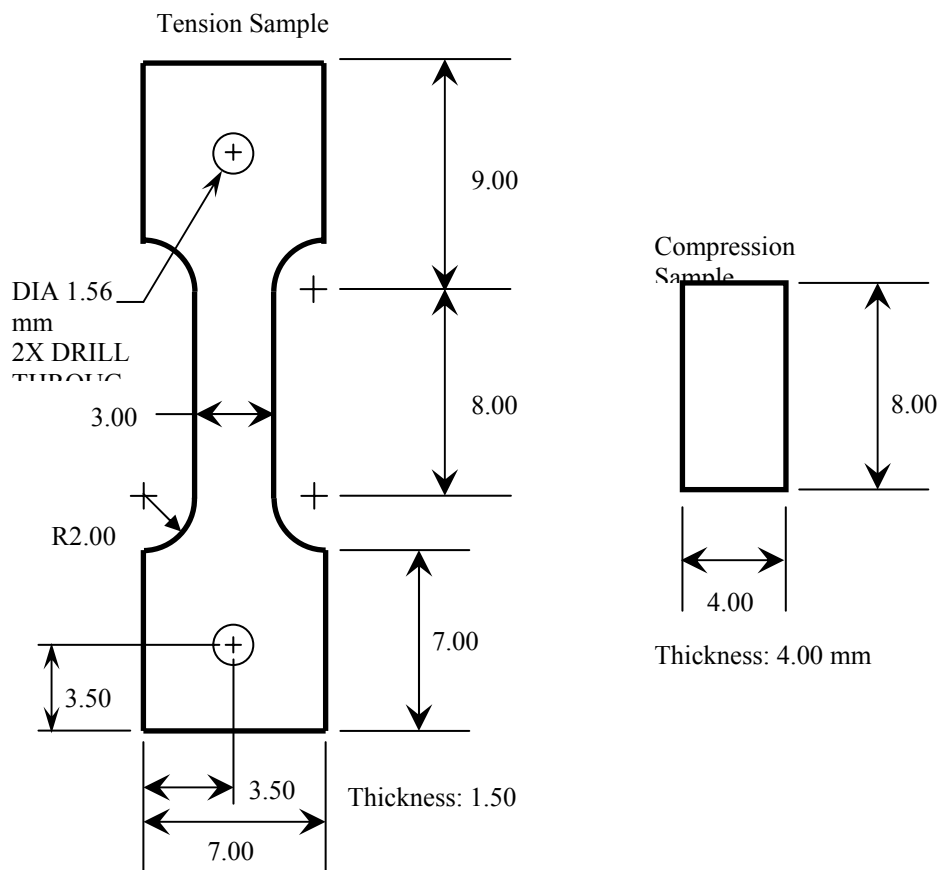 Tension Sample
9.00
DIA 1.56
mm
2X DRILL
8.00
3.00
R2.00
7.00
3.50
3.50
7.00
Thickness: 1.50
Compression
Sample
8.00
4.00
Thickness: 4.00 mm